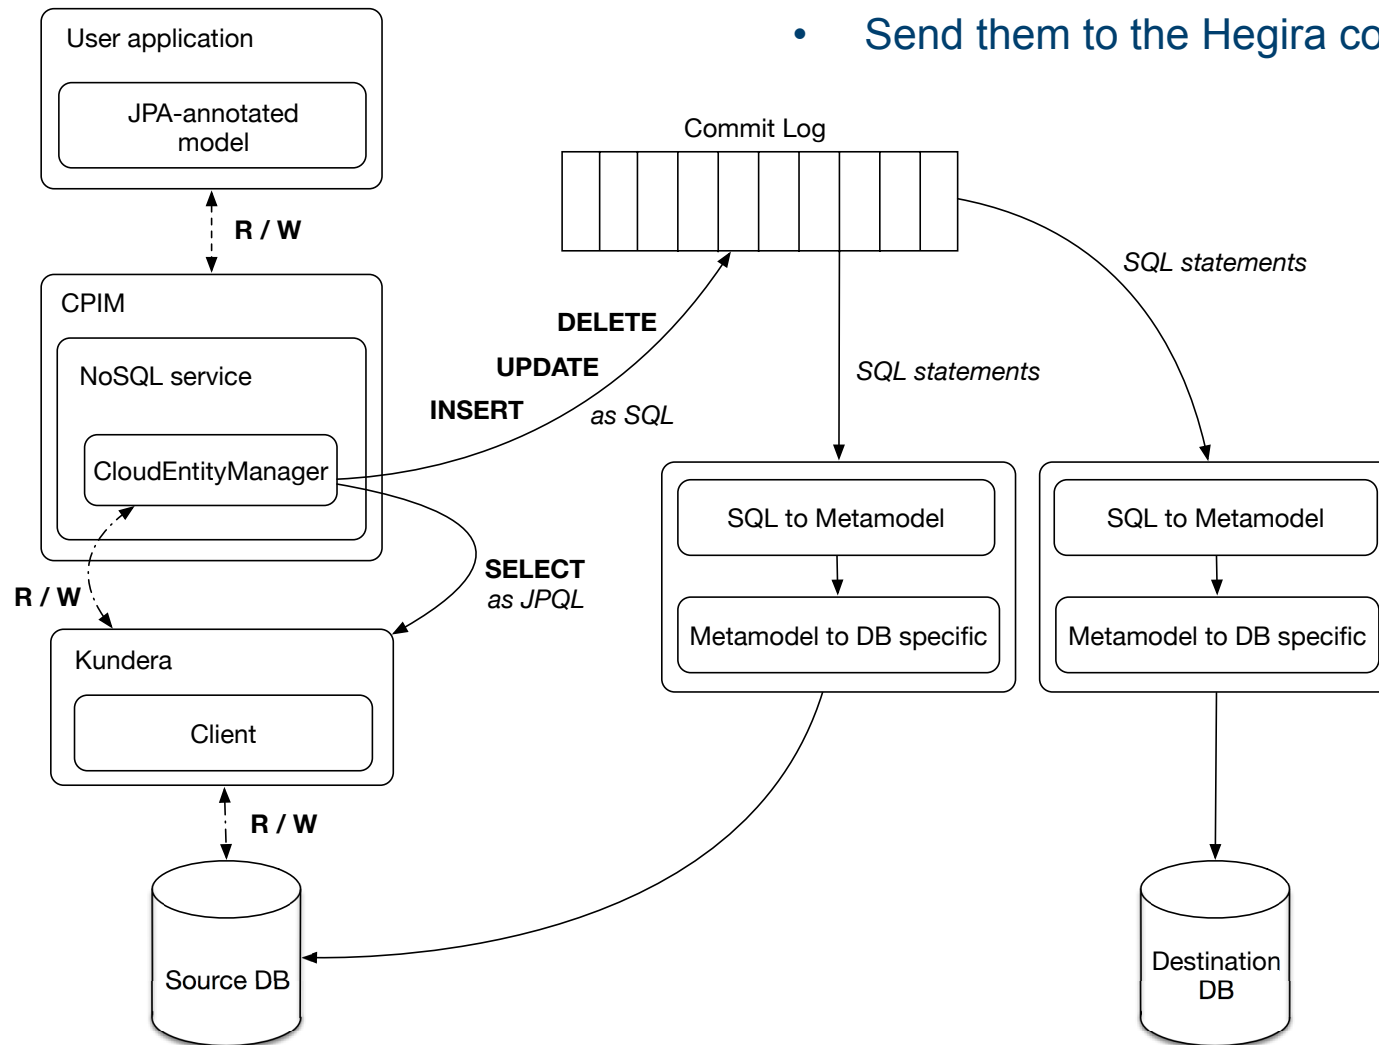 • Send them to the Hegira co
User application
JPA-annotated
model
R / W
CPIM
NoSQL service
CloudEntityManager
R / W
Kundera
Client
R / W
Source DB
Commit Log
DELETE
UPDATE
INSERT
as SQL
SELECT
as JPQL
SQL statements
SQL statements
SQL to Metamodel
Metamodel to DB specific
SQL to Metamodel
Metamodel to DB specific
Destination
DB